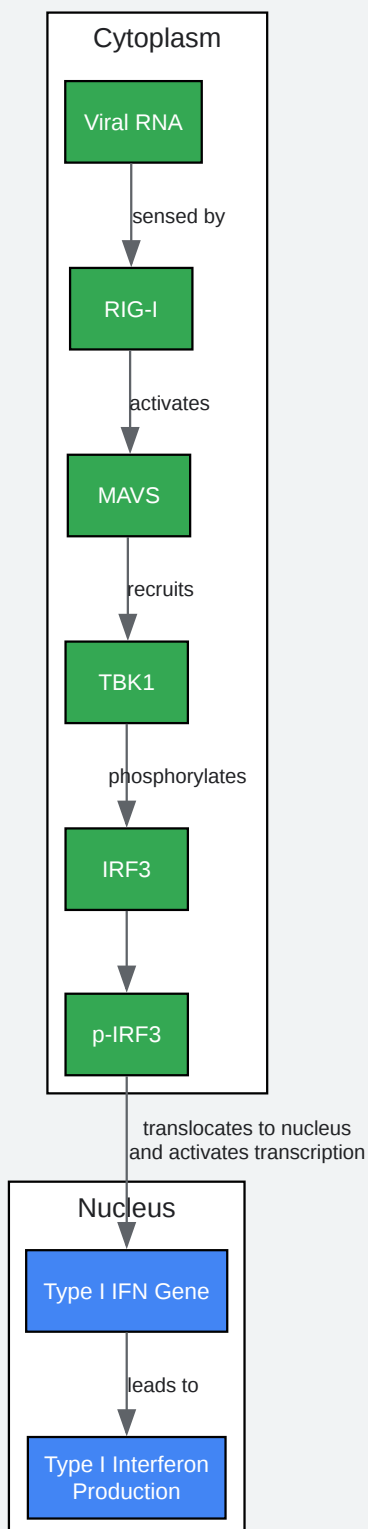 Cytoplasm
Viral RNA
sensed by
RIG-I
activates
MAVS
recruits
TBK1
phosphorylates
IRF3
p-IRF3
translocates to nucleus
and activates transcription
Nucleus
Type I IFN Gene
leads to
Type I Interferon
Production